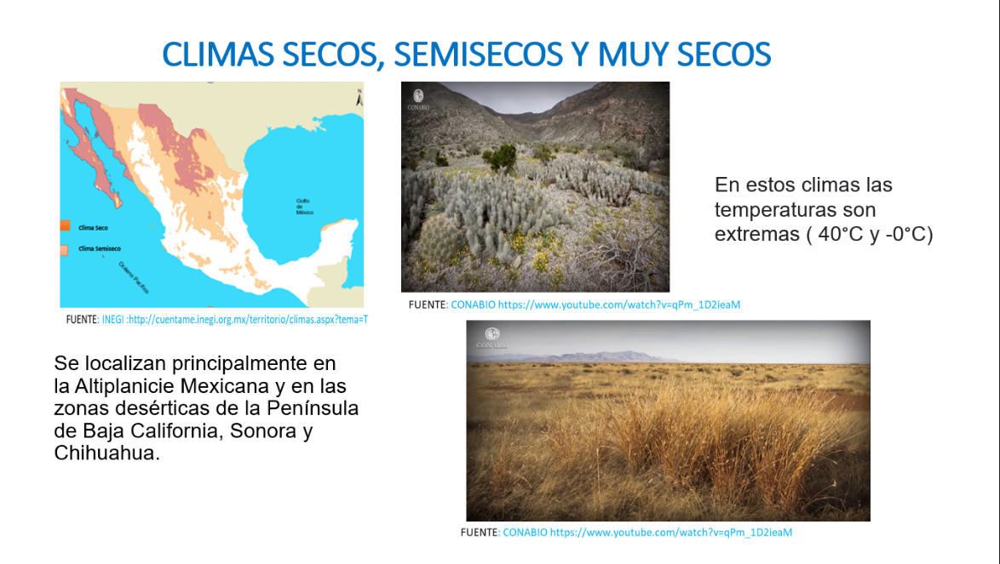 CLIMAS SECOS, SEMISECOS Y MUY SECOS
N
Golfo
de
México
Clima Seco
Clima Semiseco
Océano Pacífico
FUENTE: INEGI :http://cuentame.inegi.org.mx/territorio/climas.aspx?tema=T
CONABIO
En estos climas las
temperaturas son
extremas ( 40°C y -0°C)
FUENTE: CONABIO https://www.youtube.com/watch?v=qPm_1D2ieaM
Se localizan principalmente en
la Altiplanicie Mexicana y en las
zonas desérticas de la Península
de Baja California, Sonora y
Chihuahua.
CONABIO
FUENTE: CONABIO https://www.youtube.com/watch?v=qPm_1D2ieaM